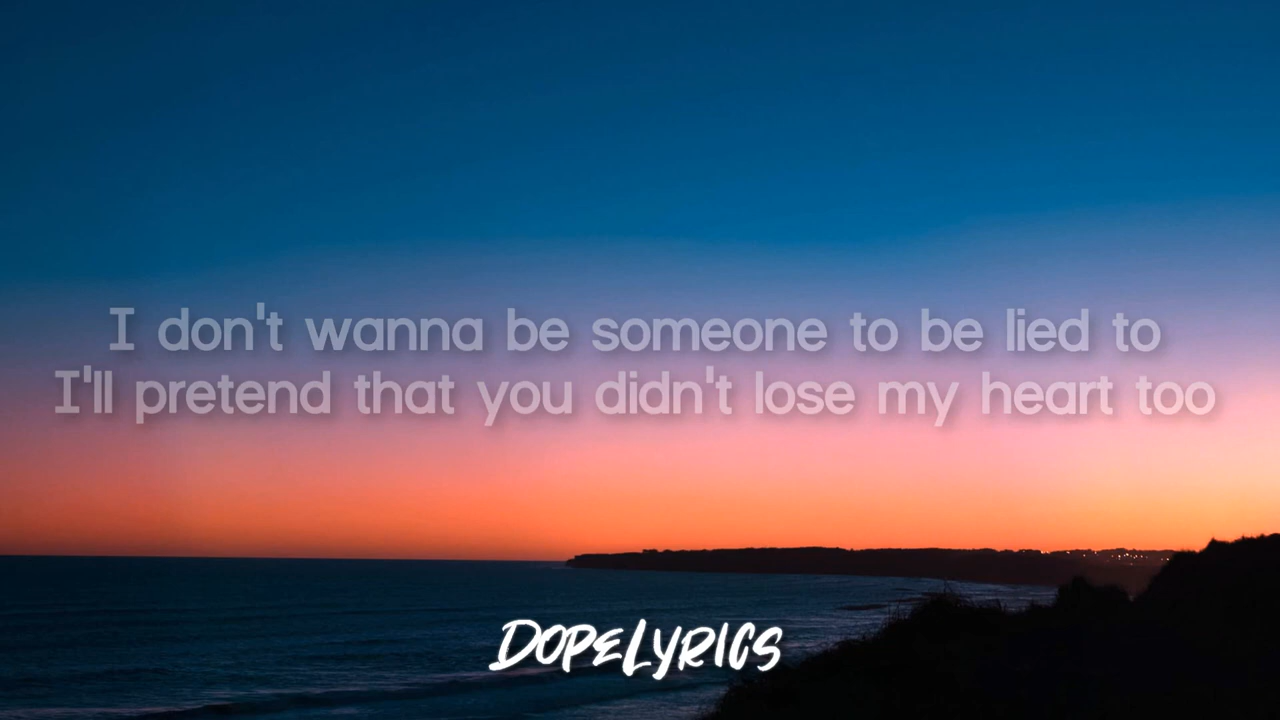 I don't wanna be someone to be lied to
I'll pretend that you didn't lose my heart too
DOPELYRICS